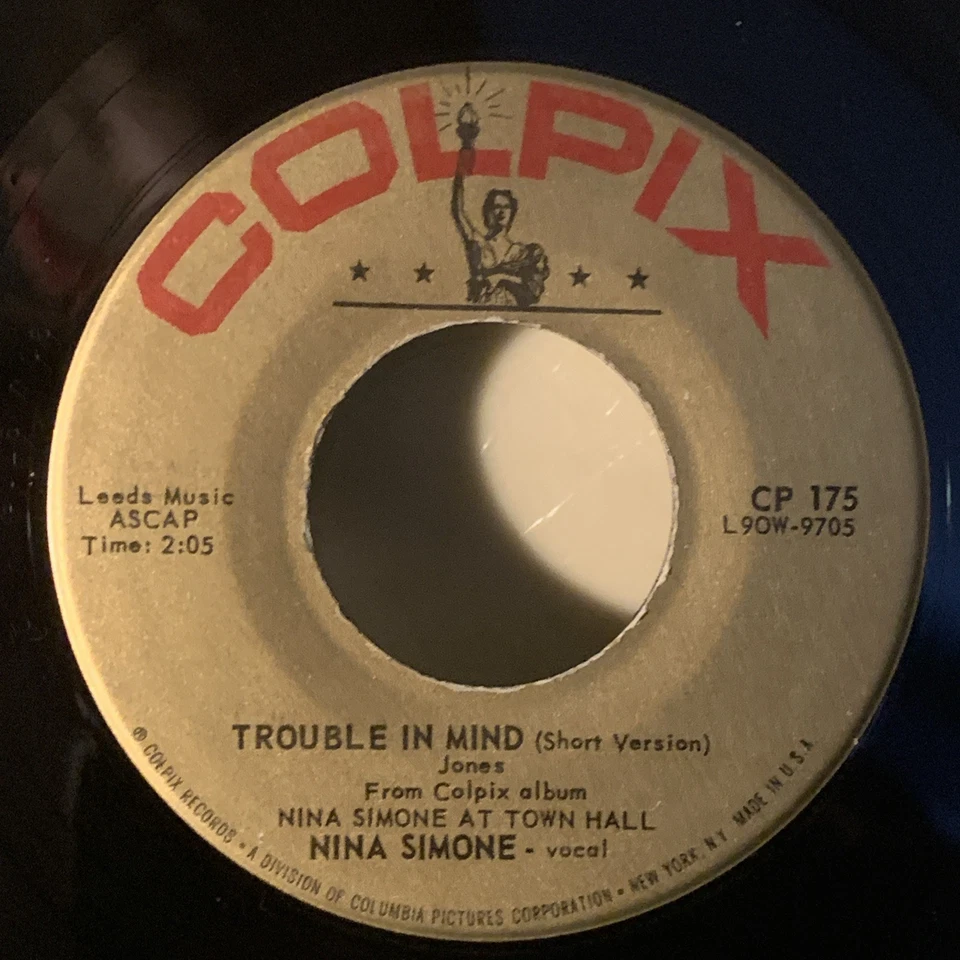 COLPIX
Leeds Music
ASCAP
Time: 2:05
CP 175
L9OW-9705
TROUBLE IN MIND (Short Version)
Jones
From Colpix album
NINA SIMONE AT TOWN HALL
NINA SIMONE - vocal
® COLPIX RECORDS • A DIVISION OF COLUMBIA PICTURES CORPORATION • NEW YORK, N.Y. MADE IN U.S.A.